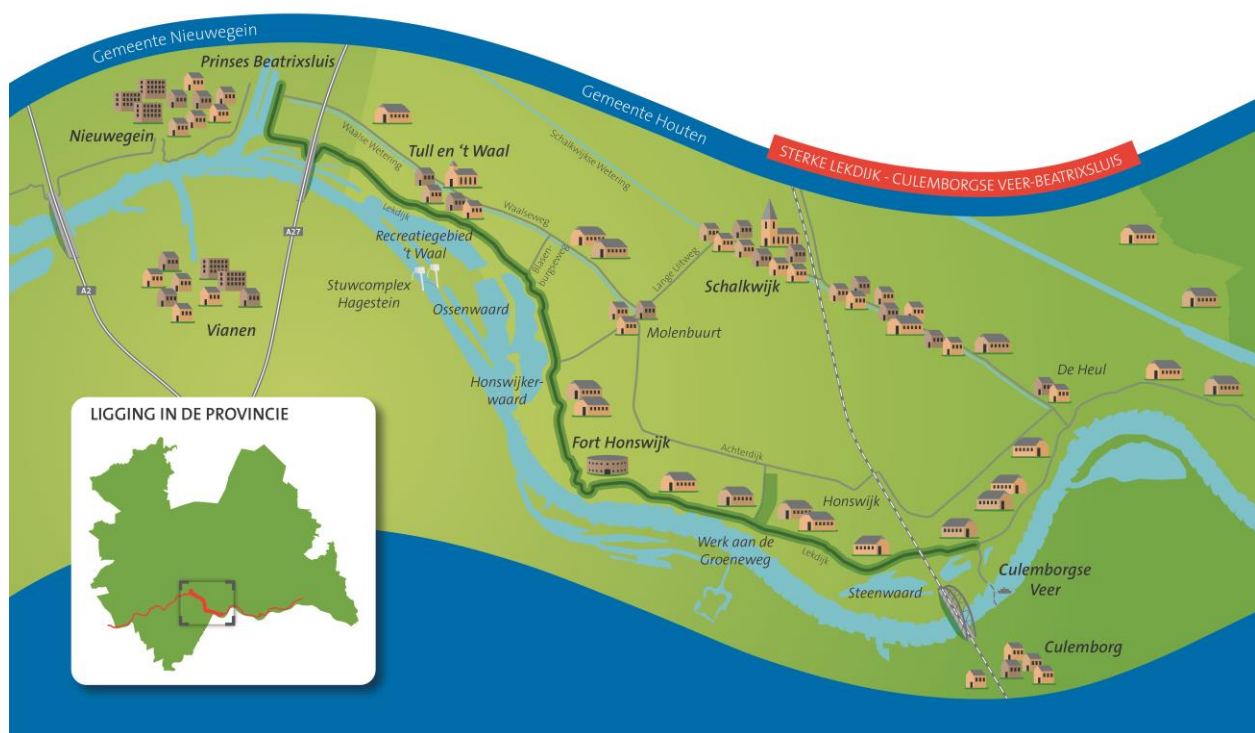 Gemeente Nieuwegein
Prinses Beatrixsluis
Gemeente Houten
STERKE LEKDIJK - CULEMBORGSE VEER-BEATRIXSLUIS
Nieuwegein
Waalse Wetering
Tull en ‘t Waal
Schalkwijkse Wetering
Lekdijk
Waalseweg
A27
Recreatiegebied
‘t Waal
Blasen-
burgseweg
Lange Uitweg
A2
Stuwcomplex
Hagestein
Schalkwijk
Ossenwaard
Vianen
Molenbuurt
De Heul
Honswijker-
waard
LIGGING IN DE PROVINCIE
Fort Honswijk
Achterdijk
Honswijk
Werk aan de
Groeneweg
Lekdijk
Culemborgse
Veer
Steenwaard
Culemborg